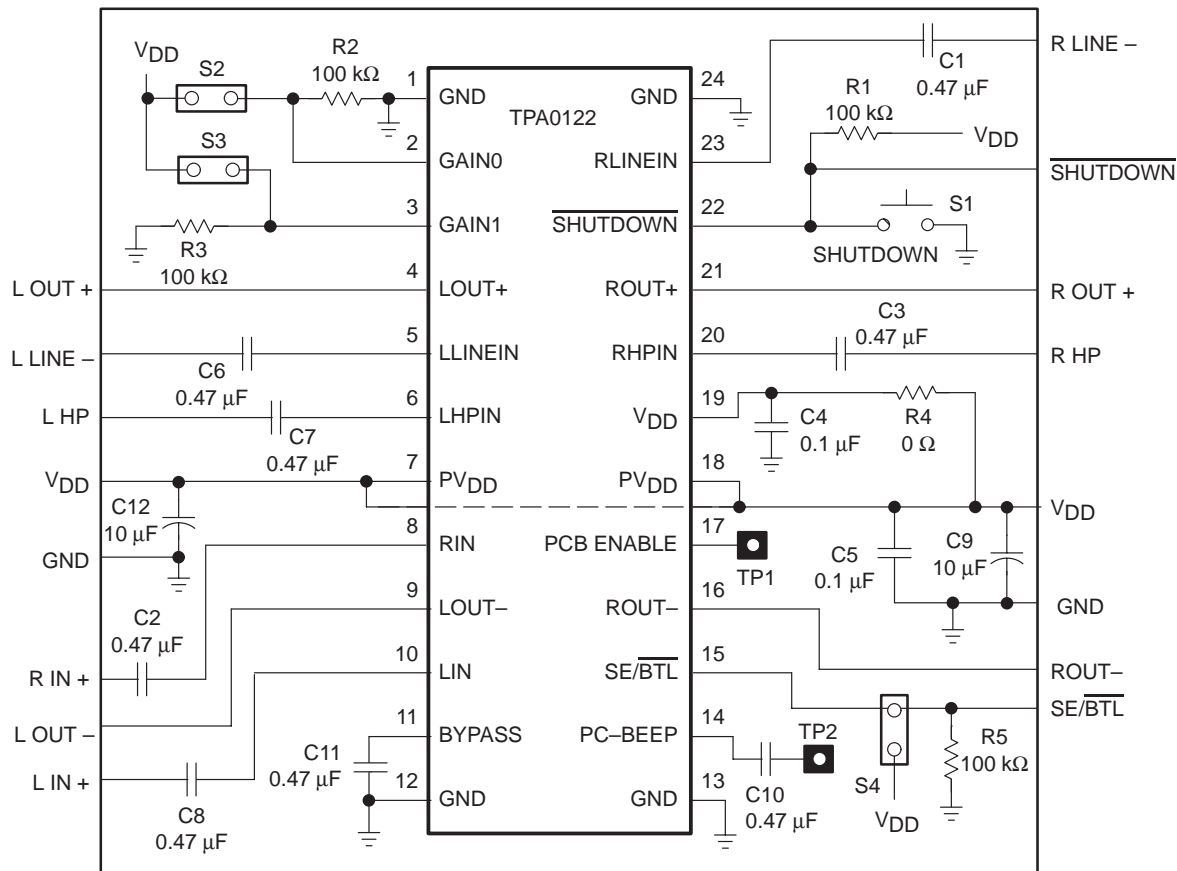 VDD
S2
R2
100 kΩ
S3
R3
100 kΩ
L OUT +
L LINE –
C6
0.47 μF
L HP
C7
0.47 μF
VDD
C12
10 μF
GND
C2
0.47 μF
R IN +
L OUT –
L IN +
C8
0.47 μF
C11
0.47 μF
1
2
3
4
5
6
7
8
9
10
11
12
TPA0122
GND
GAIN0
GAIN1
LOUT+
LLINEIN
LHPIN
PVDD
RIN
LOUT–
LIN
BYPASS
GND
GND
RLINEIN
SHUTDOWN
ROUT+
RHPIN
VDD
PVDD
PCB ENABLE
ROUT–
SE/BTL
PC–BEEP
GND
24
23
22
21
20
19
18
17
16
15
14
13
C1
0.47 μF
R LINE –
R1
100 kΩ
VDD
SHUTDOWN
S1
SHUTDOWN
R OUT +
C3
0.47 μF
R HP
C4
0.1 μF
R4
0 Ω
VDD
TP1
C5
0.1 μF
C9
10 μF
GND
ROUT–
SE/BTL
TP2
C10
0.47 μF
S4
VDD
R5
100 kΩ